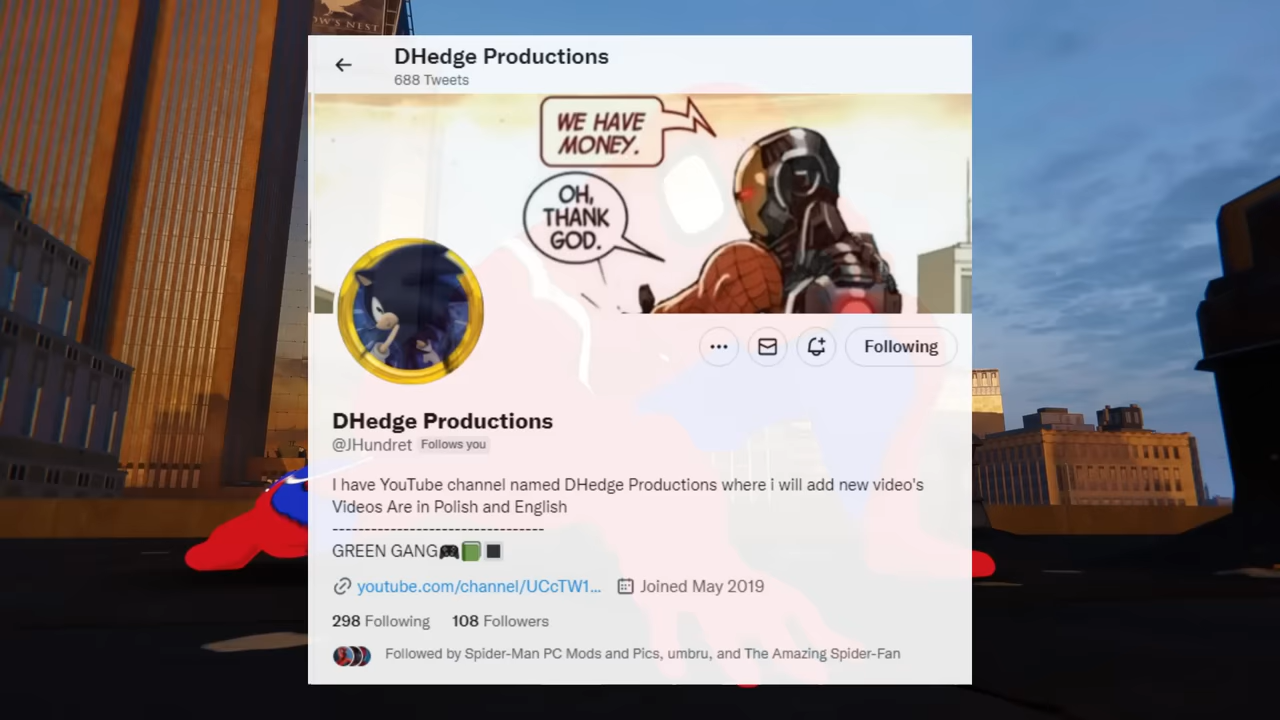 OW'S NEST
DHedge Productions
688 Tweets
WE HAVE
MONEY.
OH,
THANK
GOD.
Following
DHedge Productions
@JHundret Follows you
I have YouTube channel named DHedge Productions where i will add new video's
Videos Are in Polish and English
---------------------------------
GREEN GANG🎮📗🔳
youtube.com/channel/UCcTW1... Joined May 2019
298 Following 108 Followers
Followed by Spider-Man PC Mods and Pics, umbru, and The Amazing Spider-Fan